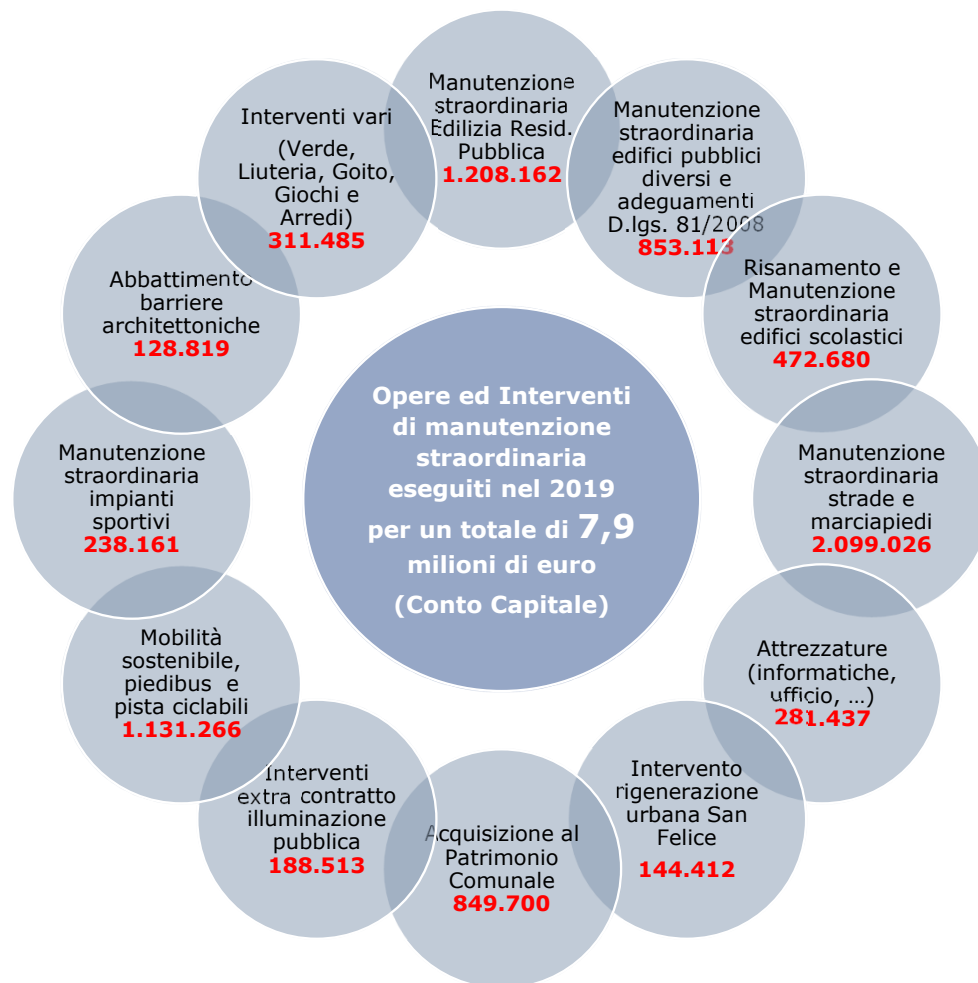 Manutenzione
straordinaria
Edilizia Resid.
Pubblica
1.208.162
Manutenzione
straordinaria
edifici pubblici
diversi e
adeguamenti
D.lgs. 81/2008
853.113
Risanamento e
Manutenzione
straordinaria
edifici scolastici
472.680
Manutenzione
straordinaria
strade e
marciapiedi
2.099.026
Attrezzature
(informatiche,
ufficio, …)
281.437
Intervento
rigenerazione
urbana San
Felice
144.412
Acquisizione al
Patrimonio
Comunale
849.700
Interventi
extra contratto
illuminazione
pubblica
188.513
Mobilità
sostenibile,
piedibus e
pista ciclabili
1.131.266
Manutenzione
straordinaria
impianti
sportivi
238.161
Abbattimento
barriere
architettoniche
128.819
Interventi vari
(Verde,
Liuteria, Goito,
Giochi e
Arredi)
311.485
Opere ed Interventi
di manutenzione
straordinaria
eseguiti nel 2019
per un totale di 7,9
milioni di euro
(Conto Capitale)